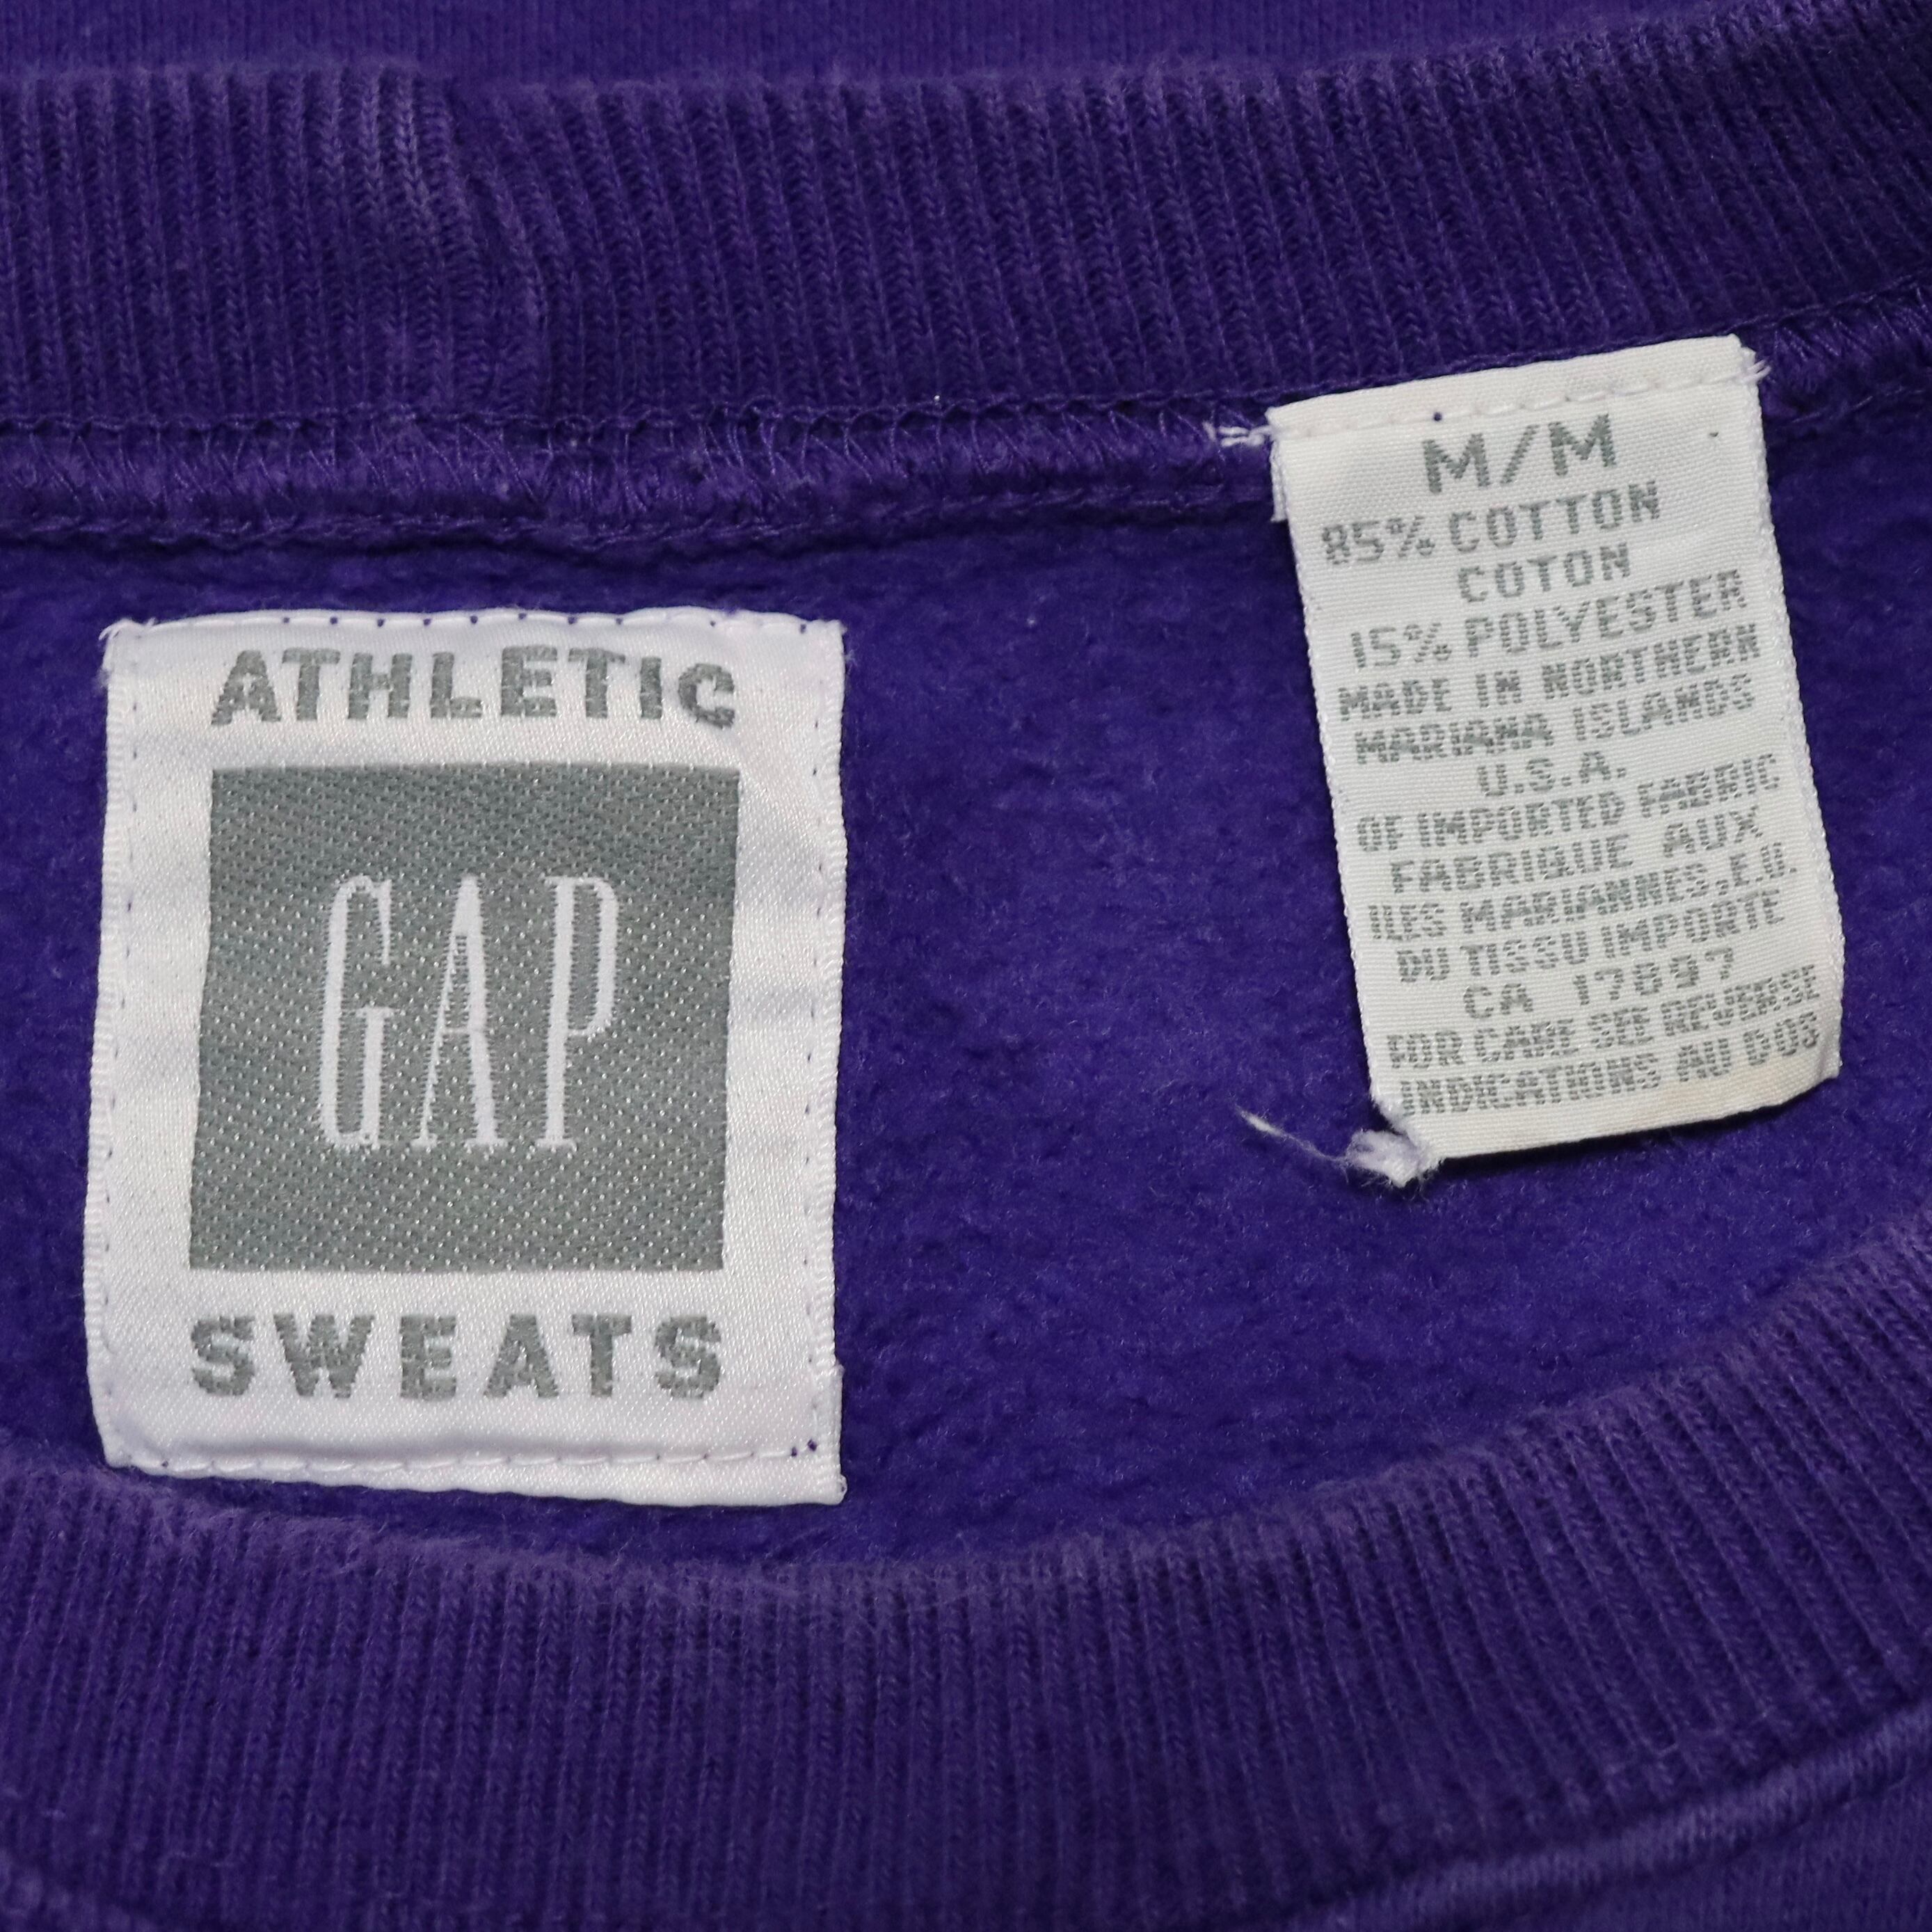 ATHLETIC
GAP
SWEATS
M/M
85% COTTON
COTON
15% POLYESTER
MADE IN NORTHERN
MARIANA ISLANDS
U.S.A.
OF IMPORTED FABRIC
FABRIQUE AUX
ILES MARIANNES, E.U.
DU TISSU IMPORTE
CA 17897
FOR CARE SEE REVERSE
INDICATIONS AU DOS